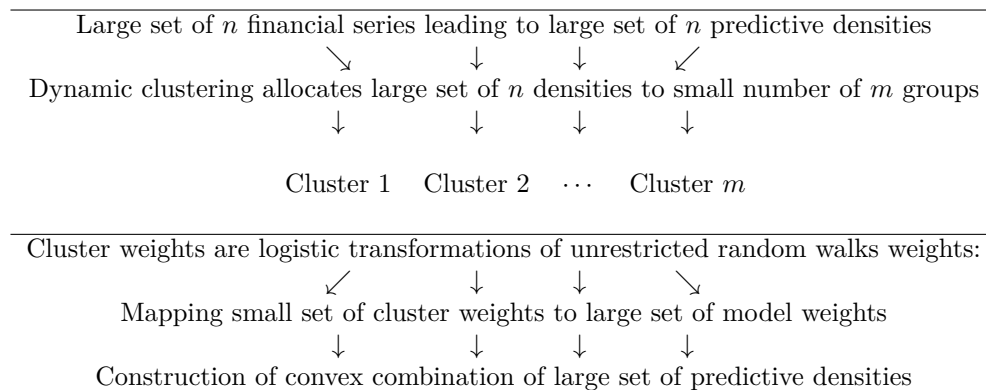 Large set of n financial series leading to large set of n predictive densities
↘ ↓ ↓ ↙
Dynamic clustering allocates large set of n densities to small number of m groups
↓ ↓ ↓ ↓
Cluster 1 Cluster 2 ⋯ Cluster m
Cluster weights are logistic transformations of unrestricted random walks weights:
↙ ↓ ↓ ↘
Mapping small set of cluster weights to large set of model weights
↓ ↓ ↓ ↓
Construction of convex combination of large set of predictive densities